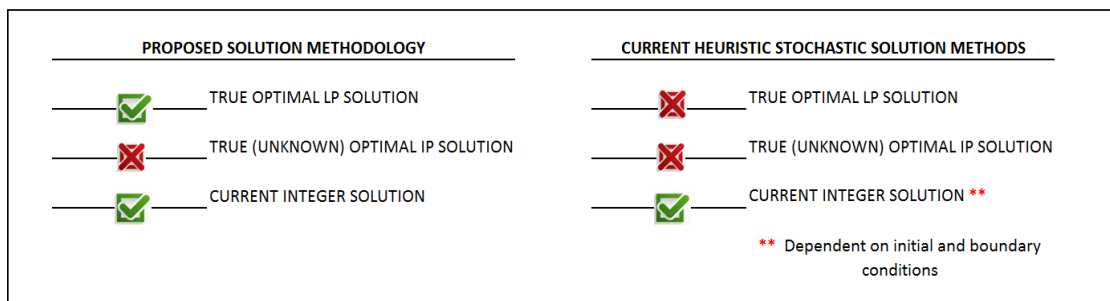 PROPOSED SOLUTION METHODOLOGY
TRUE OPTIMAL LP SOLUTION
TRUE (UNKNOWN) OPTIMAL IP SOLUTION
CURRENT INTEGER SOLUTION
CURRENT HEURISTIC STOCHASTIC SOLUTION METHODS
TRUE OPTIMAL LP SOLUTION
TRUE (UNKNOWN) OPTIMAL IP SOLUTION
CURRENT INTEGER SOLUTION **
** Dependent on initial and boundary
conditions